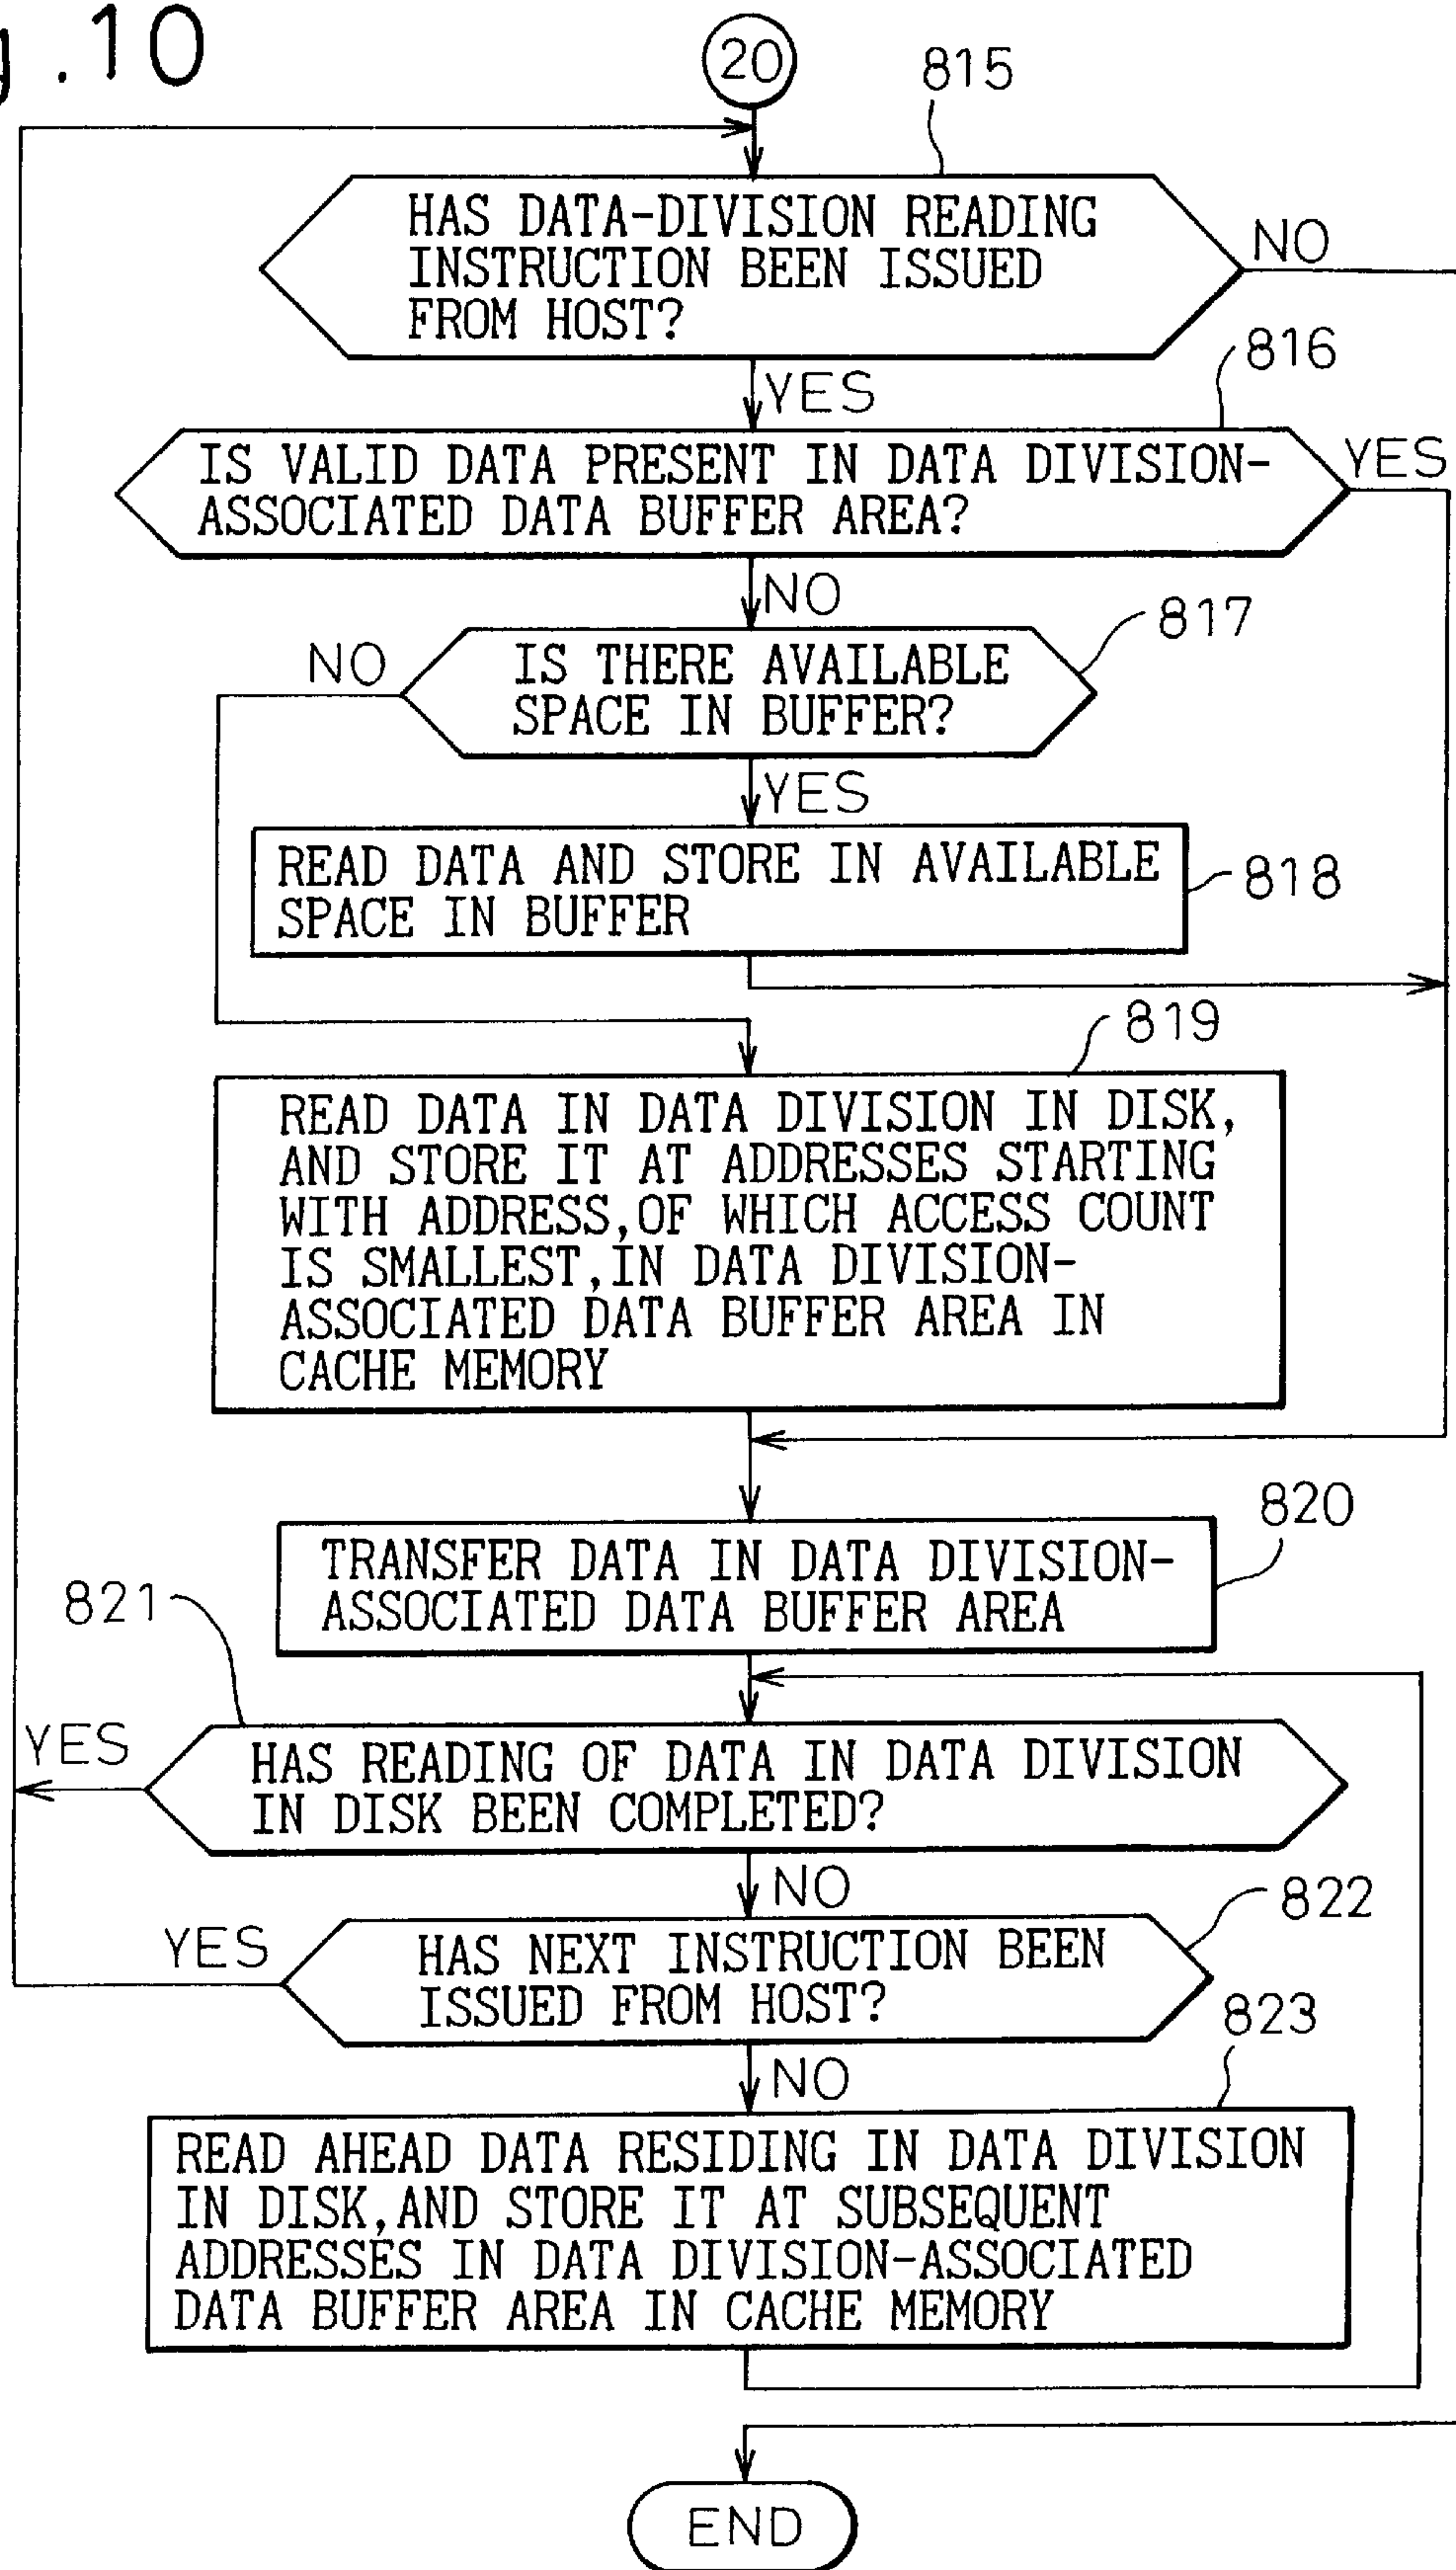 g.10
20
815
HAS DATA-DIVISION READING
INSTRUCTION BEEN ISSUED
FROM HOST?
NO
YES
816
IS VALID DATA PRESENT IN DATA DIVISION-
ASSOCIATED DATA BUFFER AREA?
YES
NO
817
IS THERE AVAILABLE
SPACE IN BUFFER?
NO
YES
READ DATA AND STORE IN AVAILABLE
SPACE IN BUFFER
818
819
READ DATA IN DATA DIVISION IN DISK,
AND STORE IT AT ADDRESSES STARTING
WITH ADDRESS, OF WHICH ACCESS COUNT
IS SMALLEST, IN DATA DIVISION-
ASSOCIATED DATA BUFFER AREA IN
CACHE MEMORY
820
TRANSFER DATA IN DATA DIVISION-
ASSOCIATED DATA BUFFER AREA
821
YES
HAS READING OF DATA IN DATA DIVISION
IN DISK BEEN COMPLETED?
NO
822
YES
HAS NEXT INSTRUCTION BEEN
ISSUED FROM HOST?
823
NO
READ AHEAD DATA RESIDING IN DATA DIVISION
IN DISK, AND STORE IT AT SUBSEQUENT
ADDRESSES IN DATA DIVISION-ASSOCIATED
DATA BUFFER AREA IN CACHE MEMORY
END